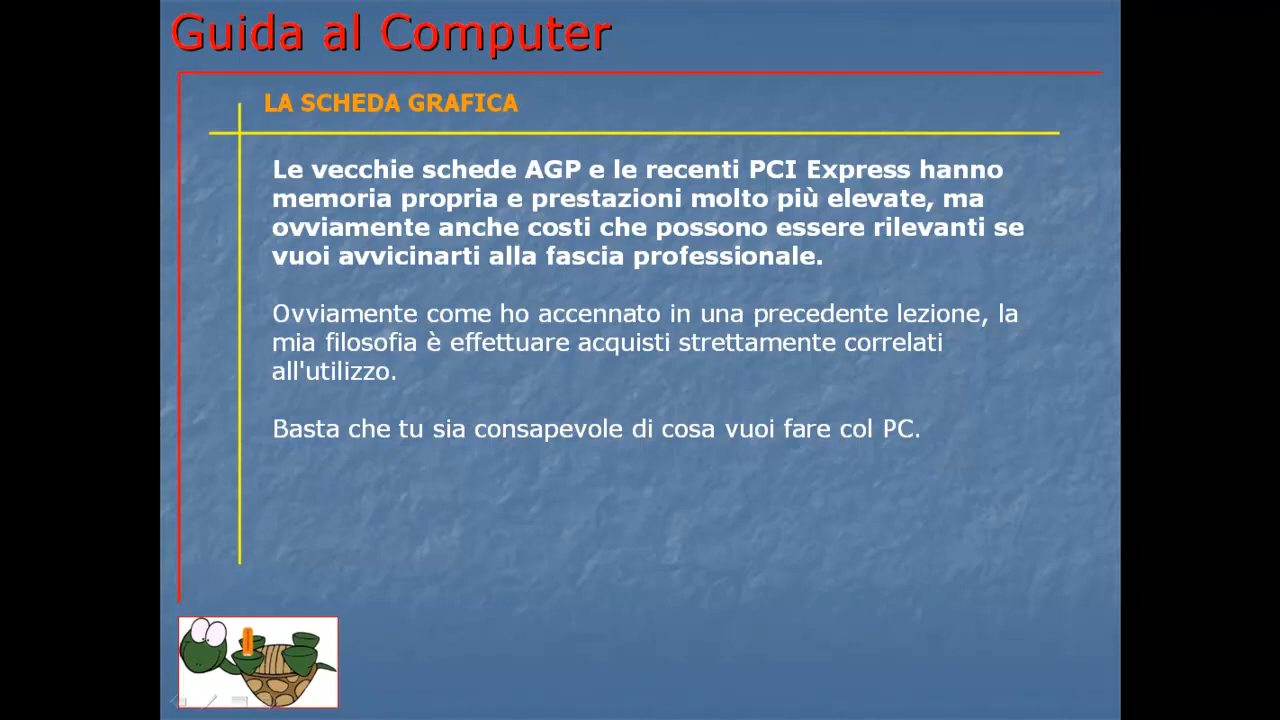 Guida al Computer
LA SCHEDA GRAFICA
Le vecchie schede AGP e le recenti PCI Express hanno
memoria propria e prestazioni molto più elevate, ma
ovviamente anche costi che possono essere rilevanti se
vuoi avvicinarti alla fascia professionale.
Ovviamente come ho accennato in una precedente lezione, la
mia filosofia è effettuare acquisti strettamente correlati
all'utilizzo.
Basta che tu sia consapevole di cosa vuoi fare col PC.